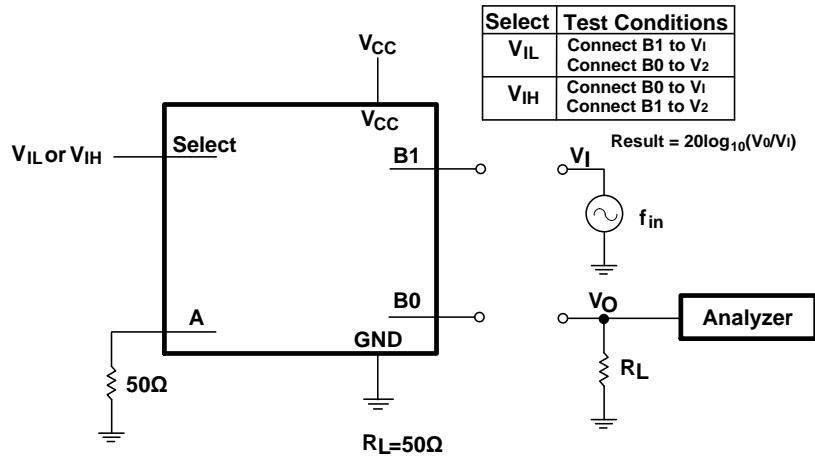 Select Test Conditions
VIL Connect B1 to VI
Connect B0 to V2
VIH Connect B0 to VI
Connect B1 to V2
Result = 20log10(V0/VI)
VCC
VCC
VIL or VIH
Select
B1
VI
fin
A
B0
VO
Analyzer
GND
50Ω
RL
RL=50Ω